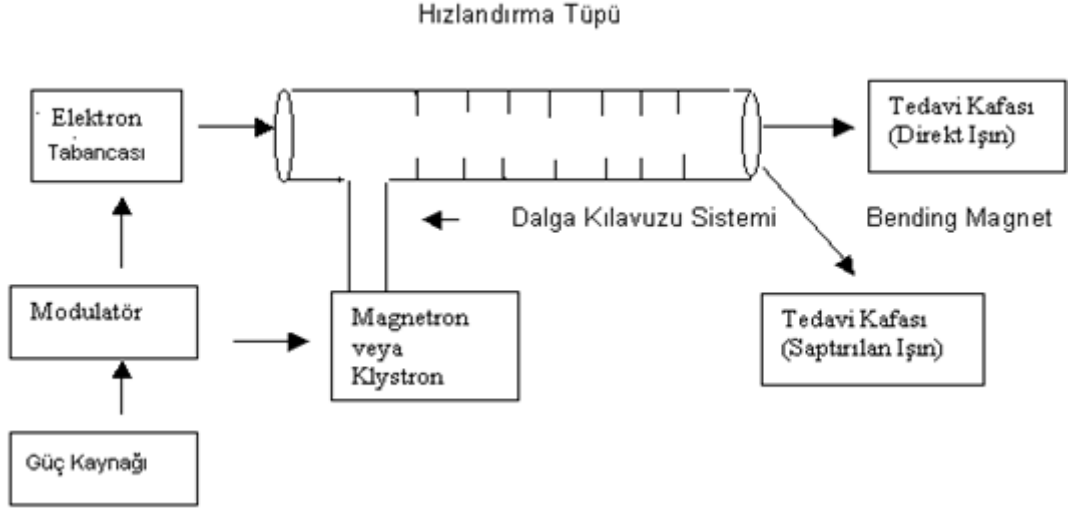 Hızlandırma Tüpü
Elektron
Tabancası
Tedavi Kafası
(Direkt Işın)
Dalga Kılavuzu Sistemi
Bending Magnet
Modulatör
Magnetron
veya
Klystron
Tedavi Kafası
(Saptırılan Işın)
Güç Kaynağı